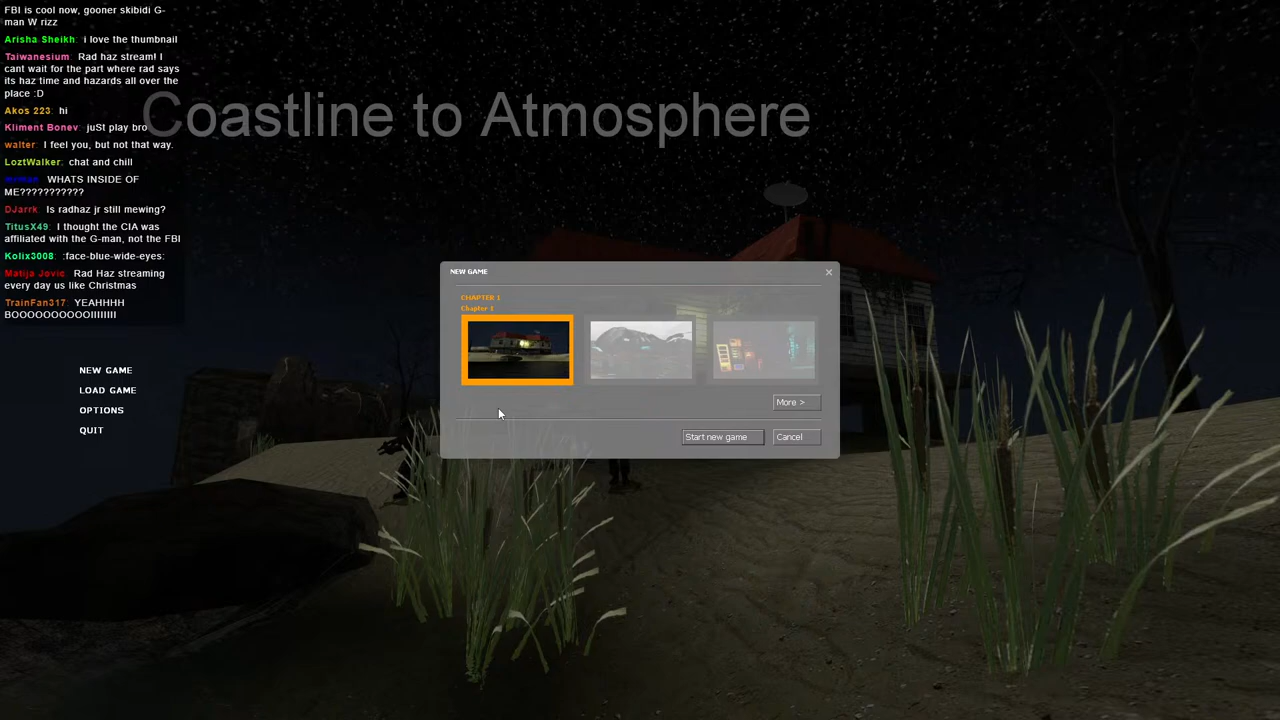 FBI is cool now, gooner skibidi G-
man W rizz
Arisha Sheikh: i love the thumbnail
Taiwanesium: Rad haz stream! I
cant wait for the part where rad says
its haz time and hazards all over the
place :D
Akos 223: hi
Kliment Bonev: juSt play bro
walter: I feel you, but not that way.
LoztWalker: chat and chill
WHATS INSIDE OF
ME???????????
DJarrk: Is radhaz jr still mewing?
TitusX49: I thought the CIA was
affiliated with the G-man, not the FBI
Kolix3008: :face-blue-wide-eyes:
Matija Jovic: Rad Haz streaming
every day us like Christmas
TrainFan317: YEAHHHH
BOOOOOOOOOOIIIIIIII
Coastline to Atmosphere
NEW GAME
LOAD GAME
OPTIONS
QUIT
NEW GAME
CHAPTER 1
Chapter 1
More >
Start new game
Cancel